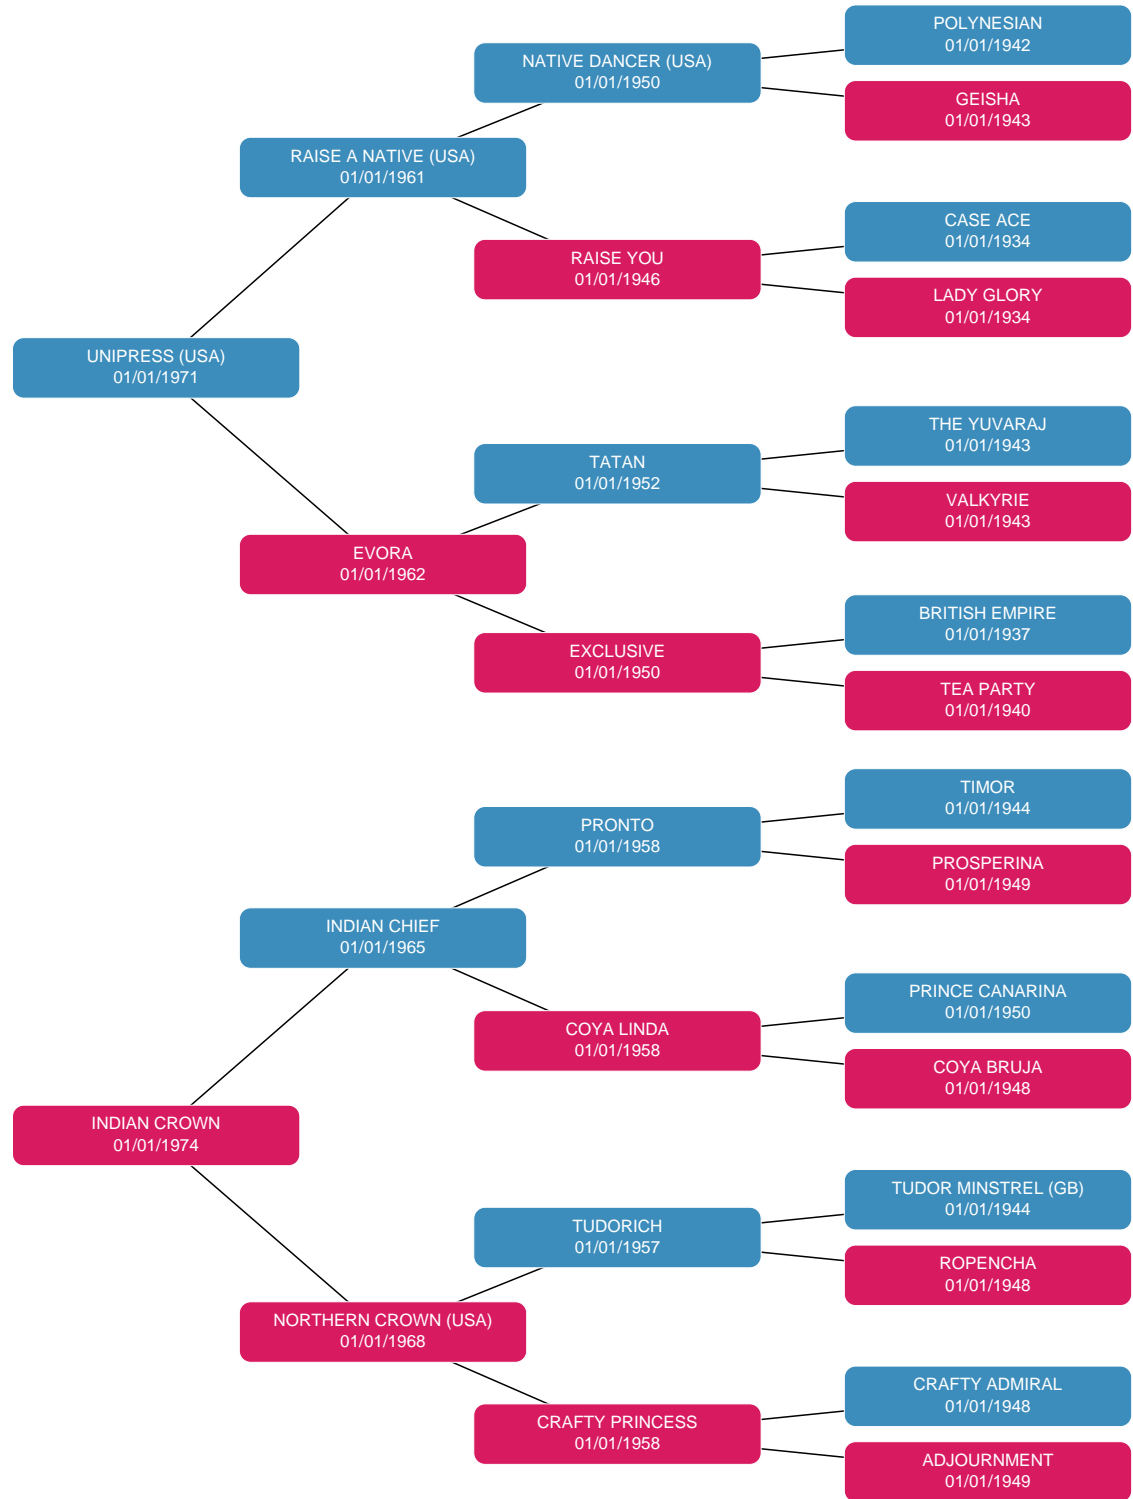 POLYNESIAN
01/01/1942
NATIVE DANCER (USA)
01/01/1950
GEISHA
01/01/1943
RAISE A NATIVE (USA)
01/01/1961
CASE ACE
01/01/1934
RAISE YOU
01/01/1946
LADY GLORY
01/01/1934
UNIPRESS (USA)
01/01/1971
THE YUVARAJ
01/01/1943
TATAN
01/01/1952
VALKYRIE
01/01/1943
EVORA
01/01/1962
BRITISH EMPIRE
01/01/1937
EXCLUSIVE
01/01/1950
TEA PARTY
01/01/1940
TIMOR
01/01/1944
PRONTO
01/01/1958
PROSPERINA
01/01/1949
INDIAN CHIEF
01/01/1965
PRINCE CANARINA
01/01/1950
COYA LINDA
01/01/1958
COYA BRUJA
01/01/1948
INDIAN CROWN
01/01/1974
TUDOR MINSTREL (GB)
01/01/1944
TUDORICH
01/01/1957
ROPENCHA
01/01/1948
NORTHERN CROWN (USA)
01/01/1968
CRAFTY ADMIRAL
01/01/1948
CRAFTY PRINCESS
01/01/1958
ADJOURNMENT
01/01/1949